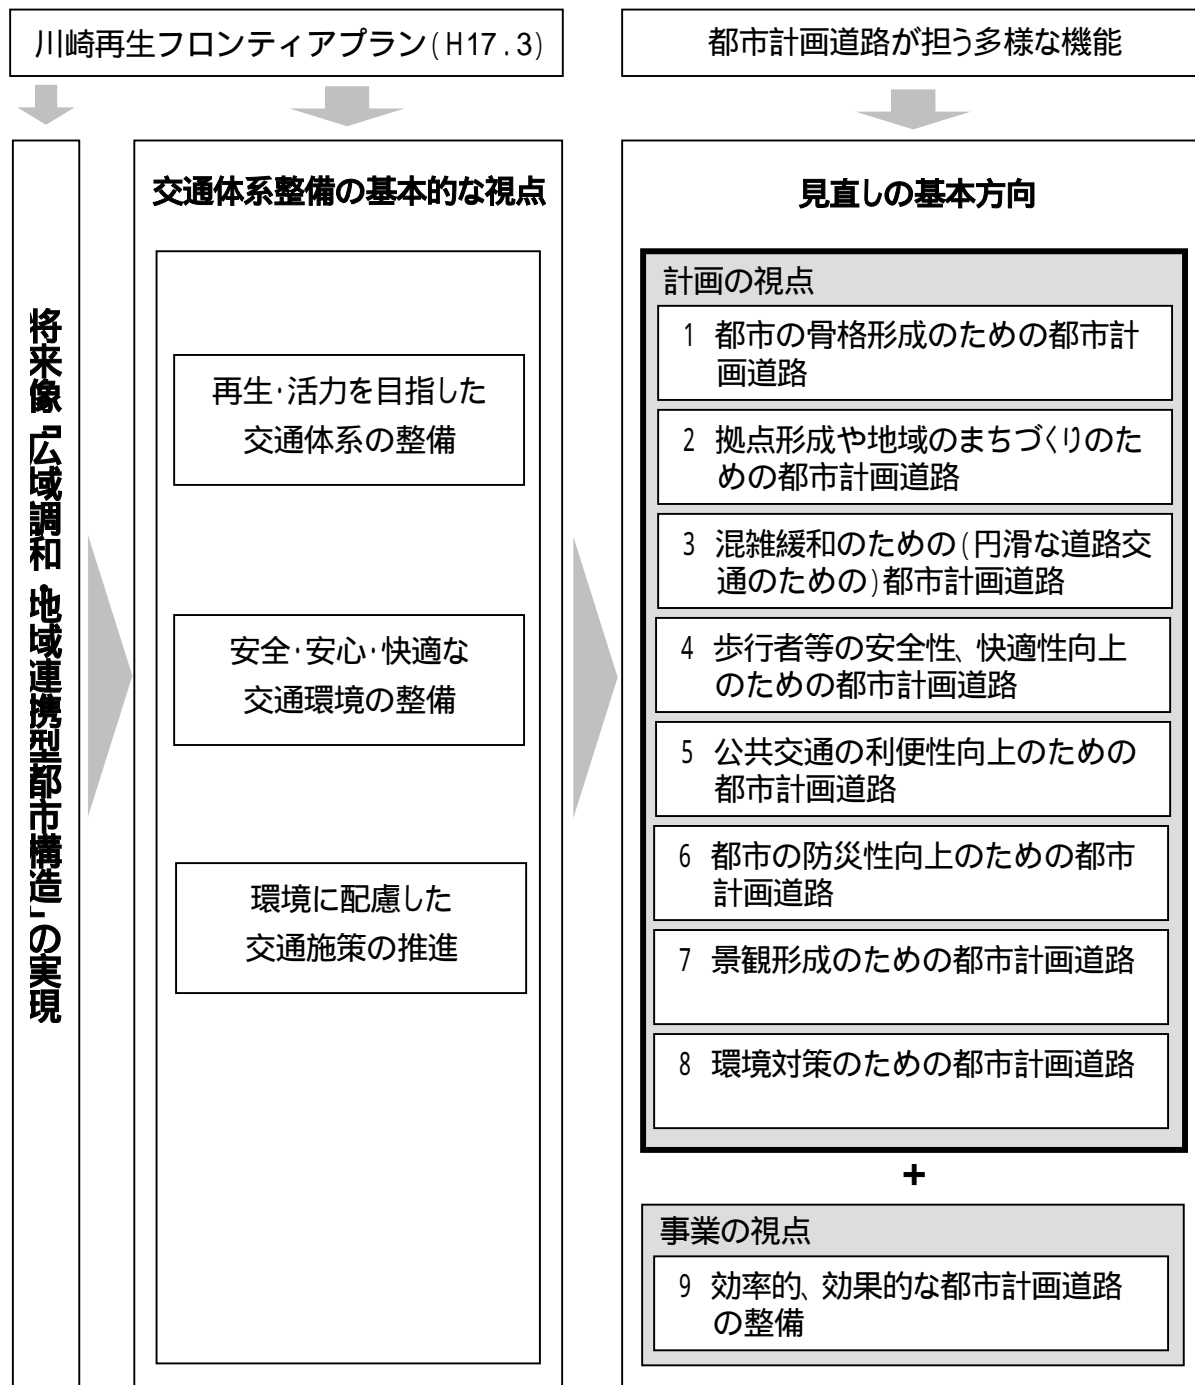 川崎再生フロンティアプラン(H17.3)
都市計画道路が担う多様な機能
将来像『広域調和・地域連携型都市構造』の実現
交通体系整備の基本的な視点
再生・活力を目指した
交通体系の整備
安全・安心・快適な
交通環境の整備
環境に配慮した
交通施策の推進
見直しの基本方向
計画の視点
1 都市の骨格形成のための都市計
画道路
2 拠点形成や地域のまちづくりのた
めの都市計画道路
3 混雑緩和のための(円滑な道路交
通のための)都市計画道路
4 歩行者等の安全性、快適性向上
のための都市計画道路
5 公共交通の利便性向上のための
都市計画道路
6 都市の防災性向上のための都市
計画道路
7 景観形成のための都市計画道路
8 環境対策のための都市計画道路
+
事業の視点
9 効率的、効果的な都市計画道路
の整備